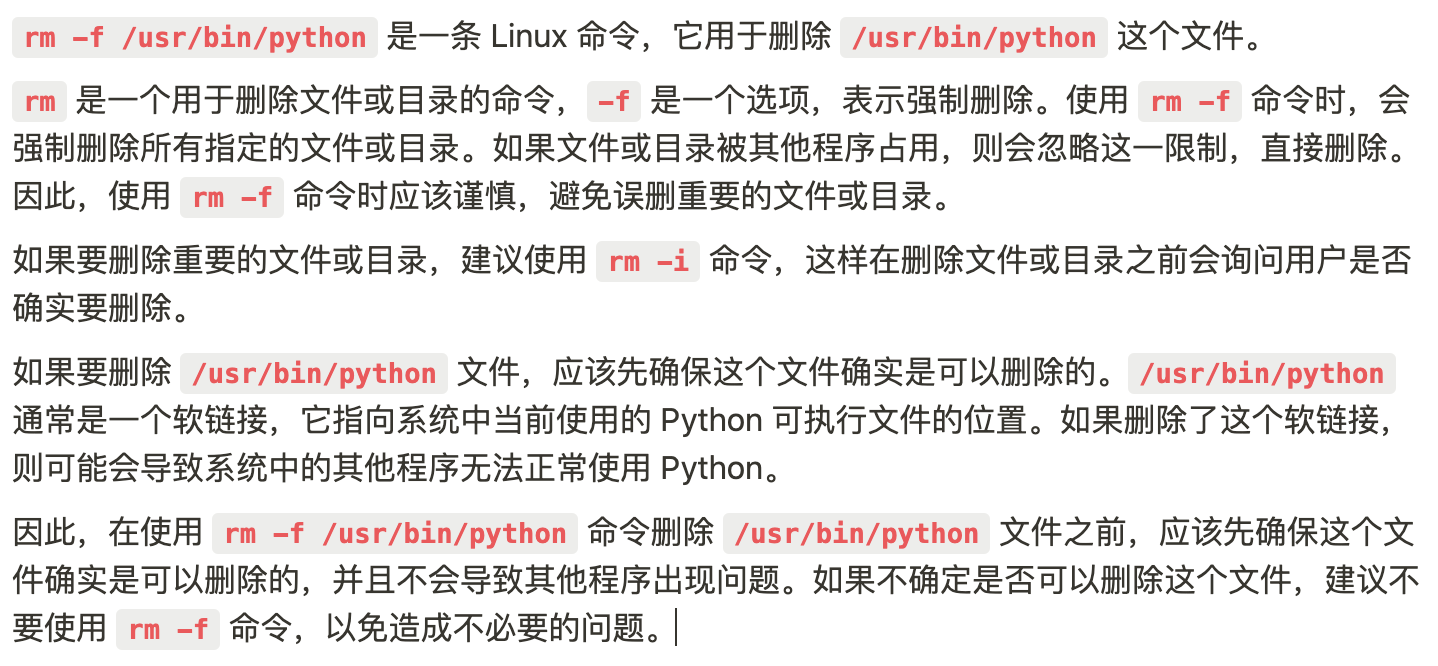 rm -f /usr/bin/python 是一条 Linux 命令，它用于删除 /usr/bin/python 这个文件。
rm 是一个用于删除文件或目录的命令， -f 是一个选项，表示强制删除。使用 rm -f 命令时，会
强制删除所有指定的文件或目录。如果文件或目录被其他程序占用，则会忽略这一限制，直接删除。
因此，使用 rm -f 命令时应该谨慎，避免误删重要的文件或目录。
如果要删除重要的文件或目录，建议使用 rm -i 命令，这样在删除文件或目录之前会询问用户是否
确实要删除。
如果要删除 /usr/bin/python 文件，应该先确保这个文件确实是可以删除的。 /usr/bin/python
通常是一个软链接，它指向系统中当前使用的 Python 可执行文件的位置。如果删除了这个软链接，
则可能会导致系统中的其他程序无法正常使用 Python。
因此，在使用 rm -f /usr/bin/python 命令删除 /usr/bin/python 文件之前，应该先确保这个文
件确实是可以删除的，并且不会导致其他程序出现问题。如果不确定是否可以删除这个文件，建议不
要使用 rm -f 命令，以免造成不必要的问题。